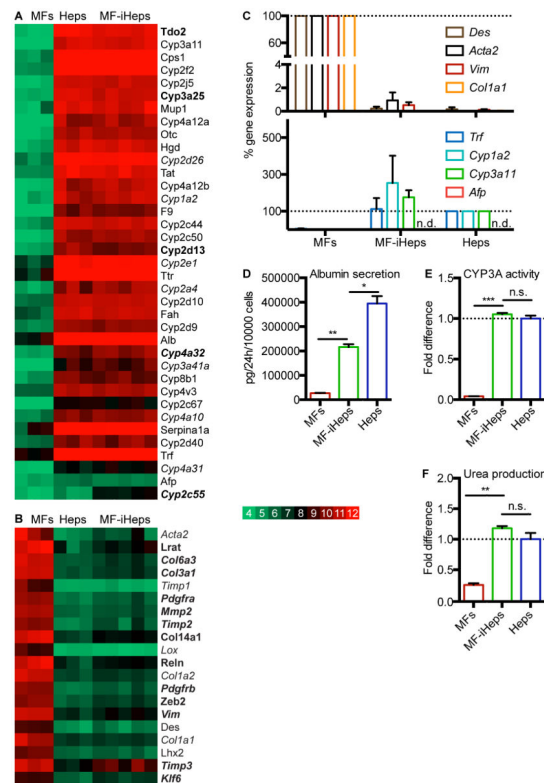 A
MFs Heps MF-iHeps
Tdo2
Cyp3a11
Cps1
Cyp2f2
Cyp2j5
Cyp3a25
Mup1
Cyp4a12a
Otc
Hgd
Cyp2d26
Tat
Cyp4a12b
Cyp1a2
F9
Cyp2c44
Cyp2c50
Cyp2d13
Cyp2e1
Ttr
Cyp2a4
Cyp2d10
Fah
Cyp2d9
Alb
Cyp4a32
Cyp3a41a
Cyp8b1
Cyp4v3
Cyp2c67
Cyp4a10
Serpina1a
Cyp2d40
Trf
Cyp4a31
Afp
Cyp2c55
4 5 6 7 8 9 10 11 12
B
MFs Heps MF-iHeps
Acta2
Lrat
Col6a3
Col3a1
Timp1
Pdgfra
Mmp2
Timp2
Col14a1
Lox
Reln
Col1a2
Pdgfrb
Zeb2
Vim
Des
Col1a1
Lhx2
Timp3
Klf6
C
% gene expression
100
50
4
2
0
Des
Acta2
Vim
Col1a1
500
300
100
Trf
Cyp1a2
Cyp3a11
Afp
n.d.
n.d.
MFs MF-iHeps Heps
D
Albumin secretion
pg/24h/10000 cells
500000
400000
300000
200000
100000
0
**
*
MFs
MF-iHeps
Heps
E
CYP3A activity
Fold difference
1.5
1.0
0.5
0.0
***
n.s.
MFs
MF-iHeps
Heps
F
Urea production
Fold difference
1.5
1.0
0.5
0.0
**
n.s.
MFs
MF-iHeps
Heps